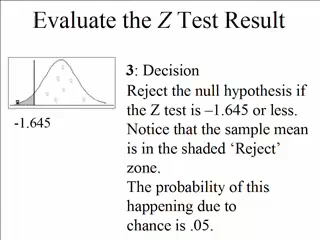 Evaluate the Z Test Result
3: Decision
Reject the null hypothesis if
the Z test is –1.645 or less.
-1.645
Notice that the sample mean
is in the shaded ‘Reject’
zone.
The probability of this
happening due to
chance is .05.